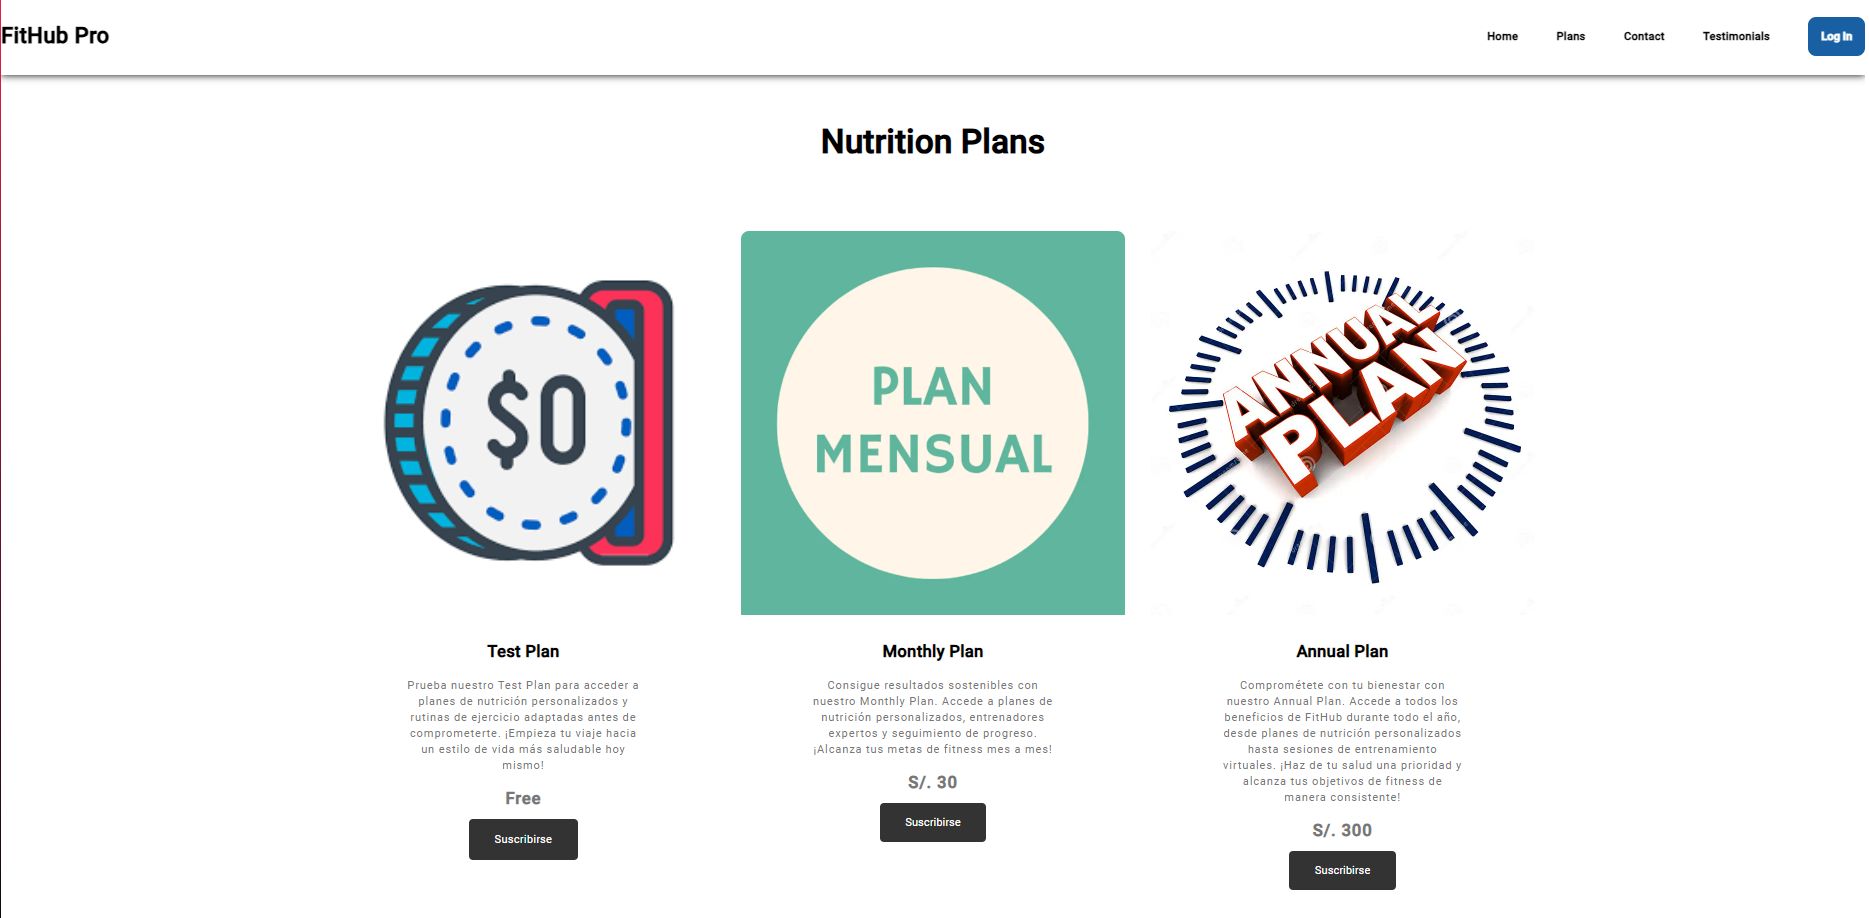 FitHub Pro
Home
Plans
Contact
Testimonials
Log In
Nutrition Plans
$0
PLAN
MENSUAL
ANNUAL
PLAN
Test Plan
Prueba nuestro Test Plan para acceder a
planes de nutrición personalizados y
rutinas de ejercicio adaptadas antes de
comprometerte. ¡Empieza tu viaje hacia
un estilo de vida más saludable hoy
mismo!
Free
Suscribirse
Monthly Plan
Consigue resultados sostenibles con
nuestro Monthly Plan. Accede a planes de
nutrición personalizados, entrenadores
expertos y seguimiento de progreso.
¡Alcanza tus metas de fitness mes a mes!
S/. 30
Suscribirse
Annual Plan
Comprométete con tu bienestar con
nuestro Annual Plan. Accede a todos los
beneficios de FitHub durante todo el año,
desde planes de nutrición personalizados
hasta sesiones de entrenamiento
virtuales. ¡Haz de tu salud una prioridad y
alcanza tus objetivos de fitness de
manera consistente!
S/. 300
Suscribirse